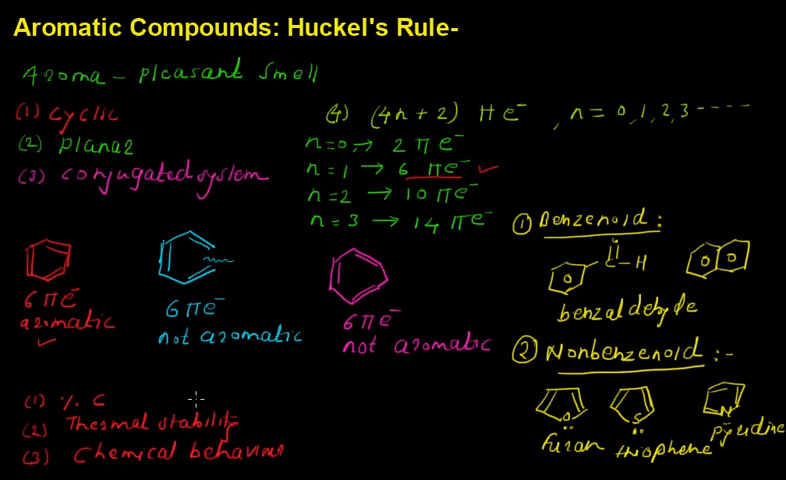 Aromatic Compounds: Huckel's Rule-
Aroma - pleasant smell
(1) Cyclic
(2) planar
(3) conjugated system
(4) (4n+2) πe⁻ , n = 0,1,2,3----
n=0 → 2 πe⁻
n=1 → 6 πe⁻ ✓
n=2 → 10 πe⁻
n=3 → 14 πe⁻
6πe⁻
aromatic
✓
6πe⁻
not aromatic
6πe⁻
not aromatic
(1) % C
(2) Thermal stability
(3) Chemical behaviour
① Benzenoid:
O
C-H
benzaldehyde
② Nonbenzenoid :-
O
S
N
furan
thiophene
pyridine